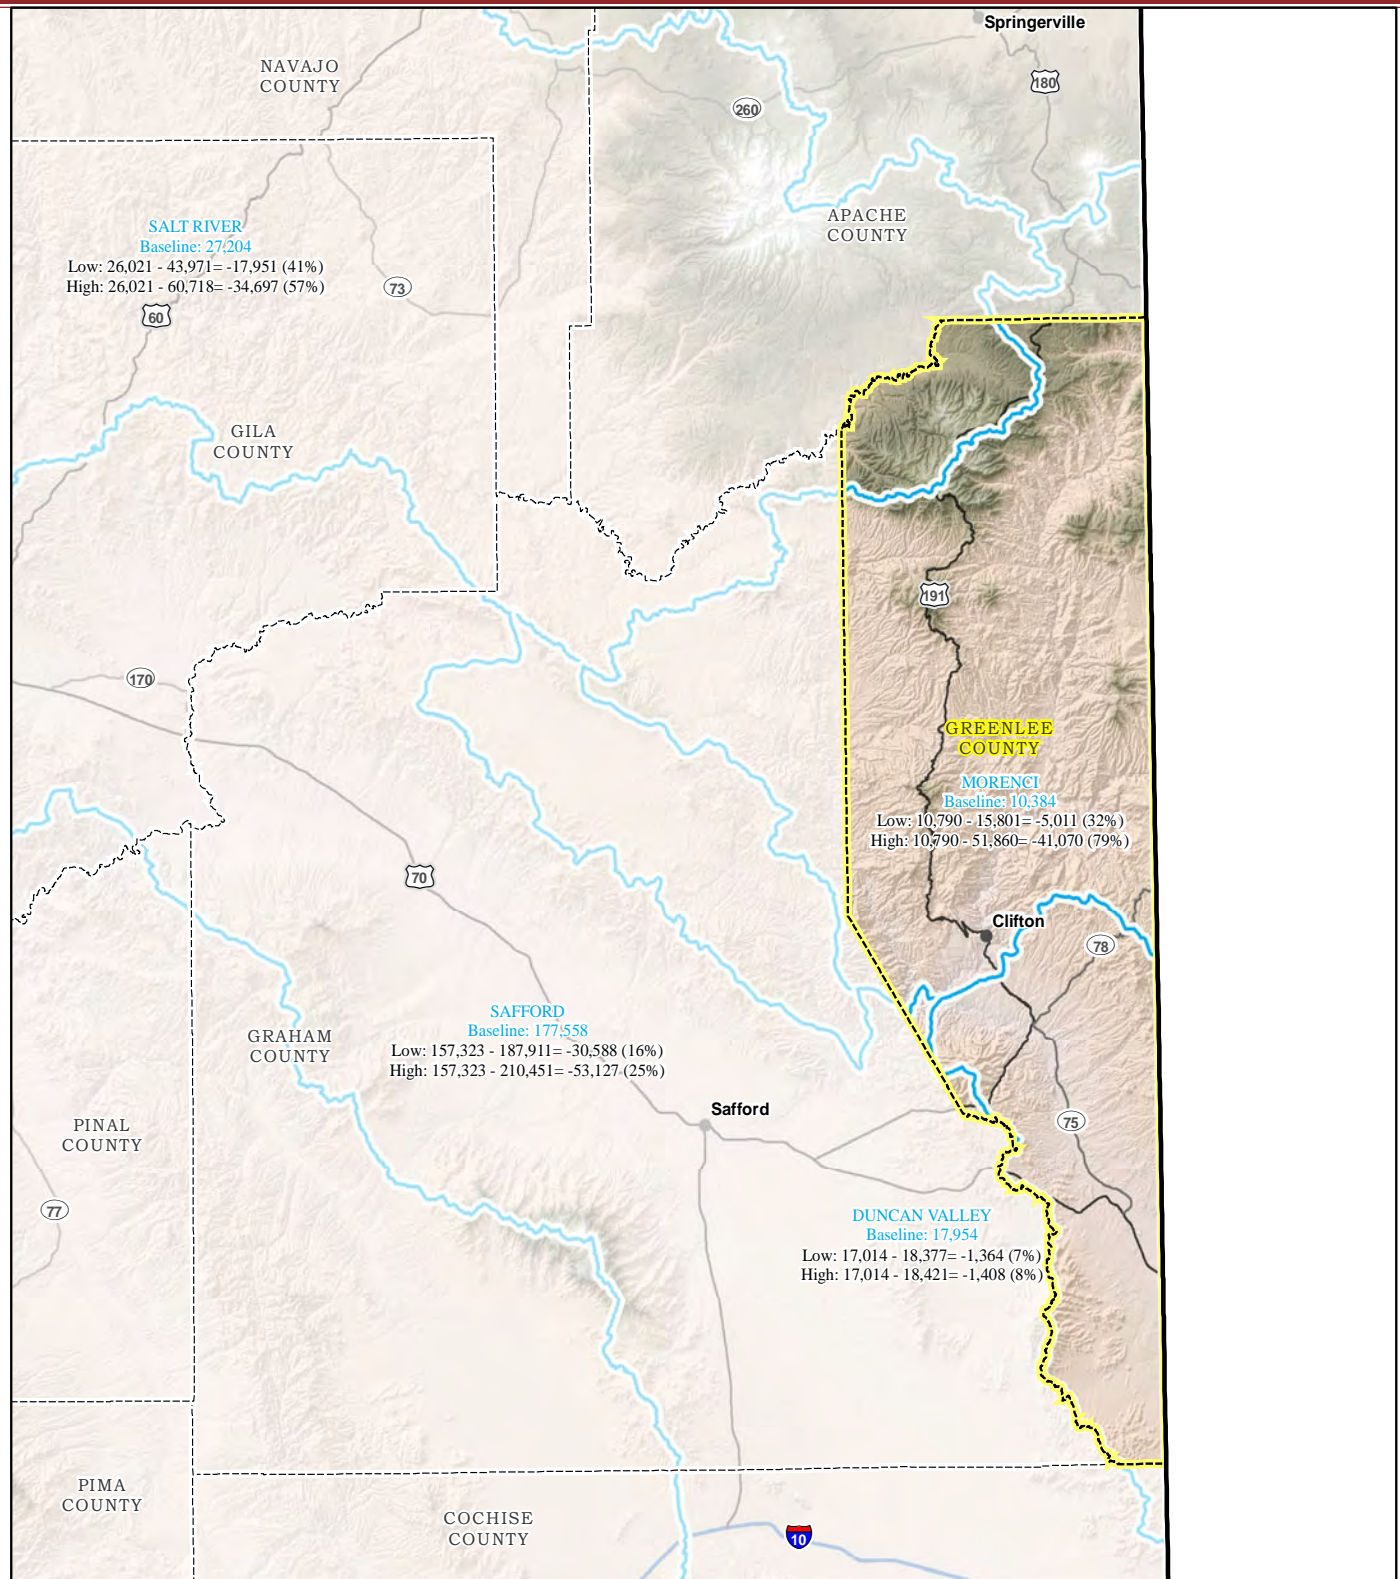 Springerville
NAVAJO
COUNTY
180
260
APACHE
COUNTY
SALT RIVER
Baseline: 27,204
Low: 26,021 - 43,971= -17,951 (41%)
High: 26,021 - 60,718= -34,697 (57%)
73
60
GILA
COUNTY
191
170
GREENLEE
COUNTY
MORENCI
Baseline: 10,384
Low: 10,790 - 15,801= -5,011 (32%)
High: 10,790 - 51,860= -41,070 (79%)
70
Clifton
78
SAFFORD
Baseline: 177,558
Low: 157,323 - 187,911= -30,588 (16%)
High: 157,323 - 210,451= -53,127 (25%)
GRAHAM
COUNTY
Safford
PINAL
COUNTY
75
77
DUNCAN VALLEY
Baseline: 17,954
Low: 17,014 - 18,377= -1,364 (7%)
High: 17,014 - 18,421= -1,408 (8%)
PIMA
COUNTY
COCHISE
COUNTY
10